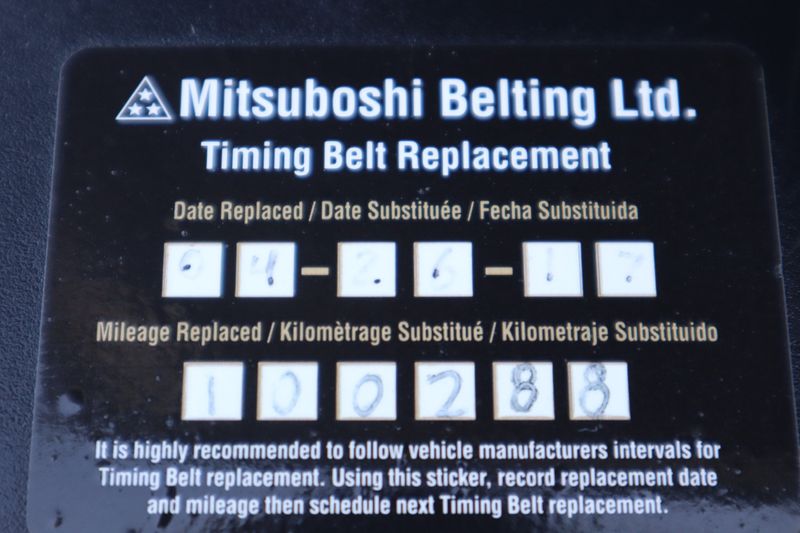 Mitsuboshi Belting Ltd.
Timing Belt Replacement
Date Replaced / Date Substituée / Fecha Substituida
04-26-17
Mileage Replaced / Kilomètrage Substitué / Kilometraje Substituido
100288
It is highly recommended to follow vehicle manufacturers intervals for
Timing Belt replacement. Using this sticker, record replacement date
and mileage then schedule next Timing Belt replacement.